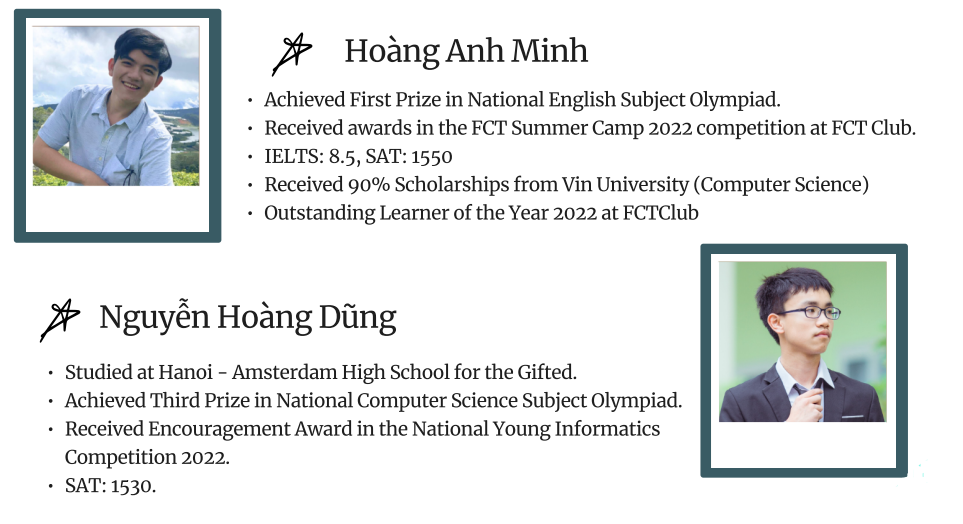 Hoàng Anh Minh
• Achieved First Prize in National English Subject Olympiad.
• Received awards in the FCT Summer Camp 2022 competition at FCT Club.
• IELTS: 8.5, SAT: 1550
• Received 90% Scholarships from Vin University (Computer Science)
• Outstanding Learner of the Year 2022 at FCTClub
Nguyễn Hoàng Dũng
• Studied at Hanoi - Amsterdam High School for the Gifted.
• Achieved Third Prize in National Computer Science Subject Olympiad.
• Received Encouragement Award in the National Young Informatics
Competition 2022.
• SAT: 1530.